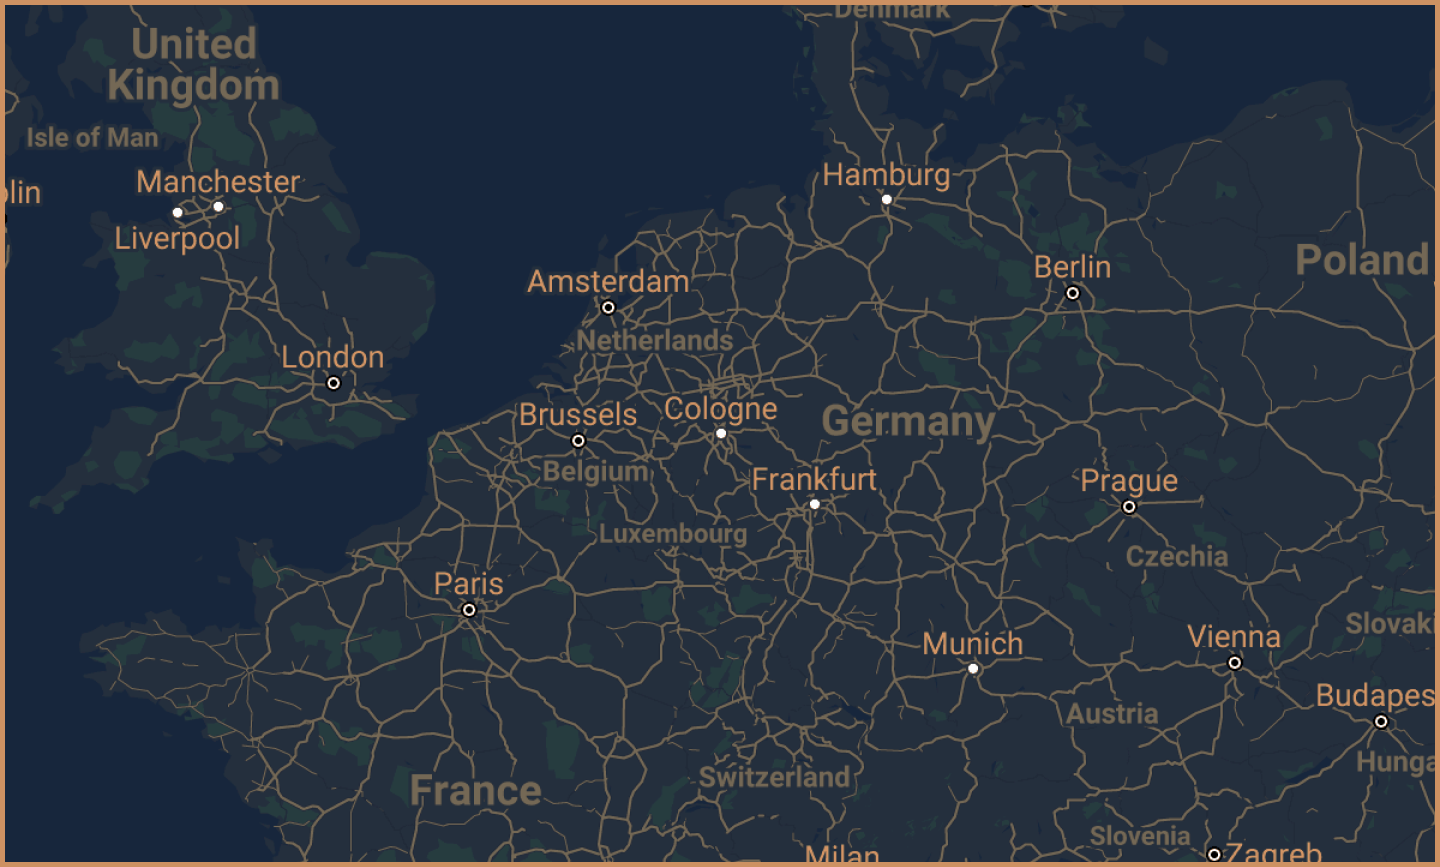 Denmark
United
Kingdom
Isle of Man
Manchester
Hamburg
lin
Liverpool
Berlin
Poland
Amsterdam
Netherlands
London
Brussels
Cologne
Germany
Belgium
Frankfurt
Prague
Luxembourg
Czechia
Paris
Slovaki
Munich
Vienna
Budapes
Austria
Hunga
Switzerland
France
Slovenia
Milan
Zagreb